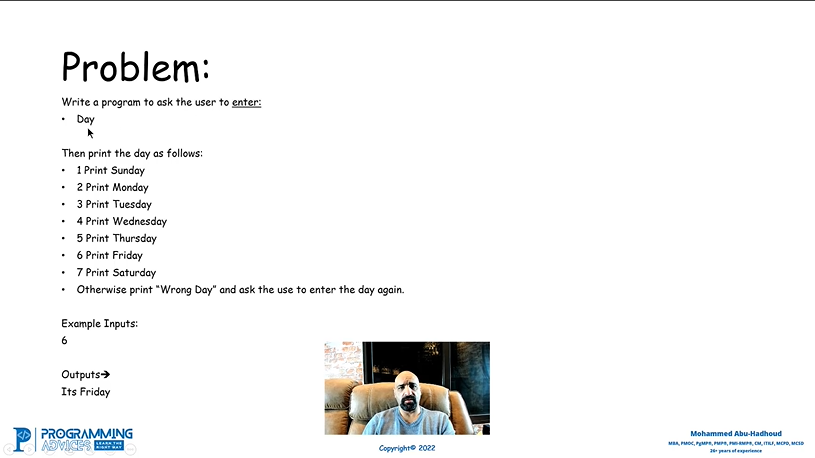 Problem:
Write a program to ask the user to enter:
• Day
Then print the day as follows:
• 1 Print Sunday
• 2 Print Monday
• 3 Print Tuesday
• 4 Print Wednesday
• 5 Print Thursday
• 6 Print Friday
• 7 Print Saturday
• Otherwise print “Wrong Day” and ask the use to enter the day again.
Example Inputs:
6
Outputs➔
Its Friday
PROGRAMMING
ADVICES LEARN THE
RIGHT WAY
Copyright© 2022
Mohammed Abu-Hadhoud
MBA, PMOC, PgMP®, PMP®, PMI-RMP®, CM, ITILF, MCPD, MCSD
26+ years of experience